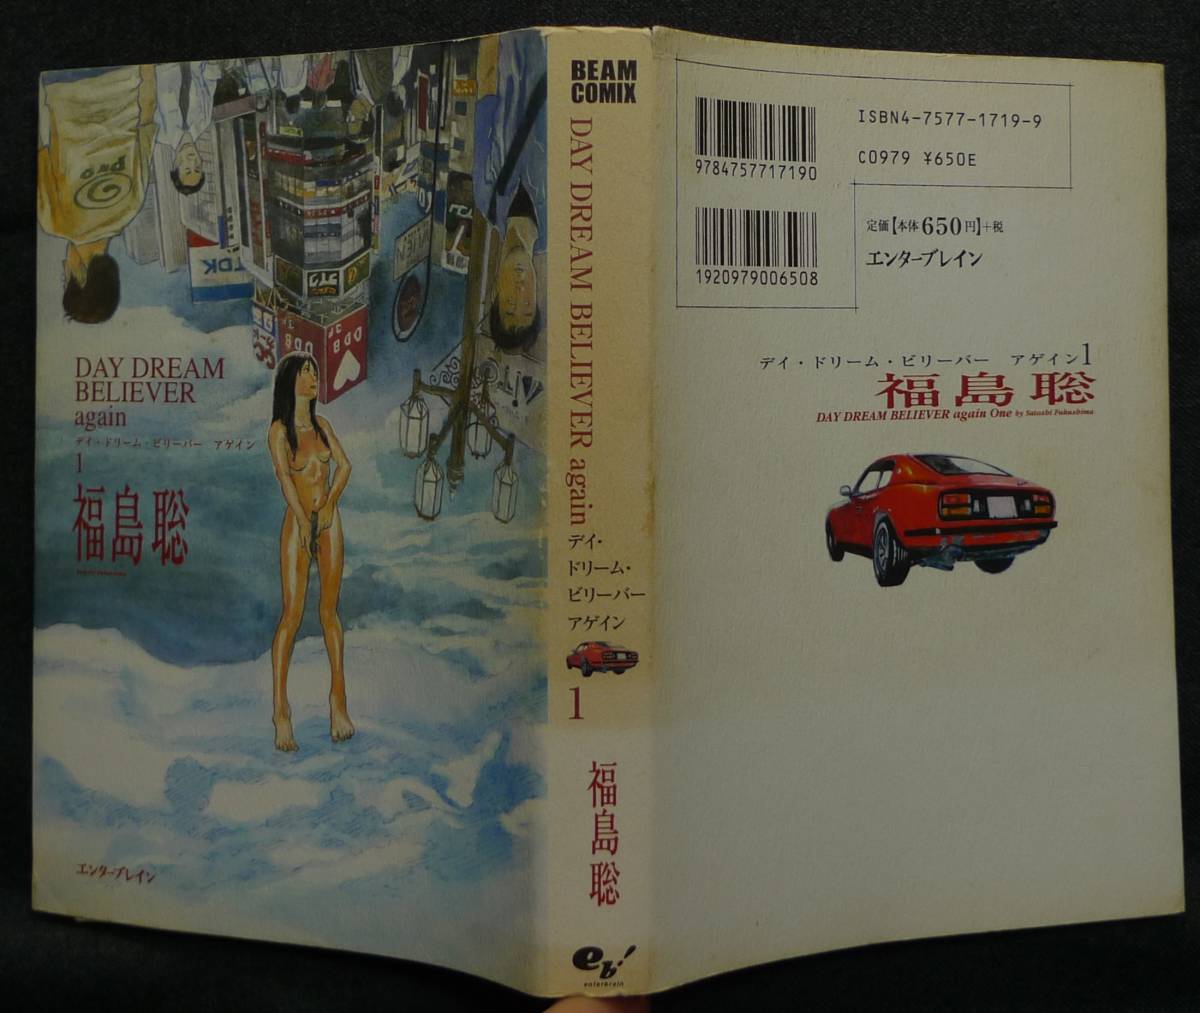 DAY DREAM
BELIEVER
again
デイ・ドリーム・ビリーバー アゲイン
1
福島聡
エンターブレイン
TDK
BEAM
COMIX
DAY DREAM BELIEVER again
デイ・
ドリーム・
ビリーバー
アゲイン
1
福島聡
eb!
enterbrain
9784757717190
ISBN4-7577-1719-9
C0979 ¥650E
1920979006508
定価【本体650円】+税
エンターブレイン
デイ・ドリーム・ビリーバー アゲイン1
福島聡
DAY DREAM BELIEVER again One by Satoshi Fukushima